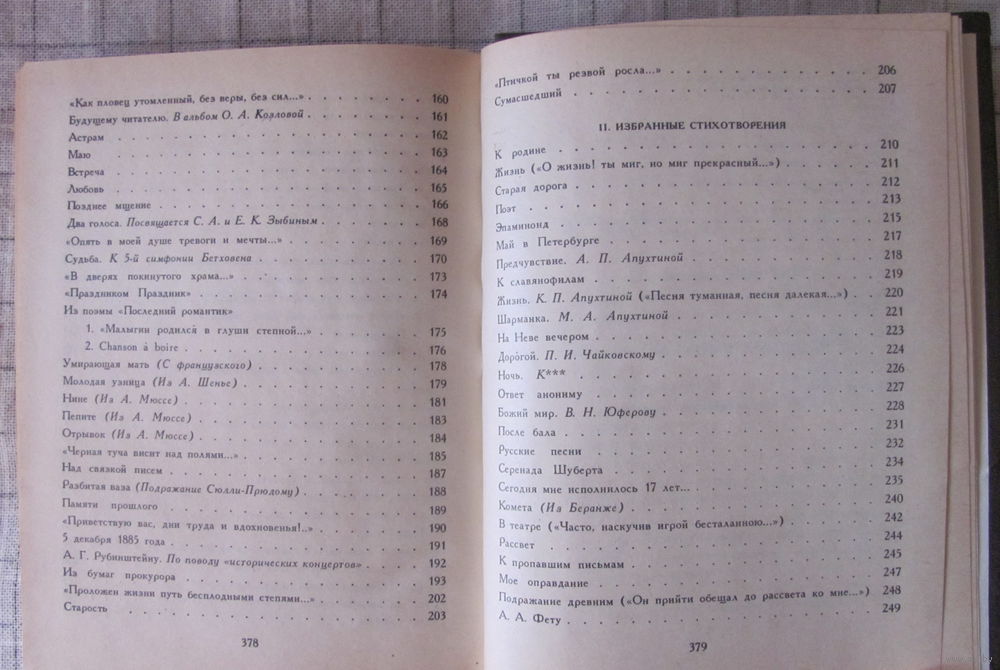 «Как пловец утомленный, без веры, без сил...» . . . . . . . 160
Будущему читателю. В альбом О. А. Козловой . . . . . . . 161
Астрам . . . . . . . . . . . . . . . . . 162
Маю . . . . . . . . . . . . . . . . . 163
Встреча . . . . . . . . . . . . . . . . . 164
Любовь . . . . . . . . . . . . . . . . . 165
Позднее мщение . . . . . . . . . . . . . . . 166
Два голоса. Посвящается С. А. и Е. К. Зыбиным . . . . . . 168
«Опять в моей душе тревоги и мечты...» . . . . . . . . 169
Судьба. К 5-й симфонии Бетховена . . . . . . . . . 170
«В дверях покинутого храма...» . . . . . . . . . . 173
«Праздником Праздник» . . . . . . . . . . . . 174
Из поэмы «Последний романтик»
1. «Малыгин родился в глуши степной...» . . . . . . . 175
2. Chanson à boire . . . . . . . . . . . . . 176
Умирающая мать (С французского) . . . . . . . . . 178
Молодая узница (Из А. Шенье) . . . . . . . . . . 179
Нине (Из А. Мюссе) . . . . . . . . . . . . . 181
Пепите (Из А. Мюссе) . . . . . . . . . . . . 183
Отрывок (Из А. Мюссе) . . . . . . . . . . . . 184
«Черная туча висит над полями...» . . . . . . . . . 185
Над связкой писем . . . . . . . . . . . . . . 187
Разбитая ваза (Подражание Сюлли-Прюдому) . . . . . . . 188
Памяти прошлого . . . . . . . . . . . . . . 189
«Приветствую вас, дни труда и вдохновенья!..» . . . . . . 190
5 декабря 1885 года . . . . . . . . . . . . . 191
А. Г. Рубинштейну. По поводу «исторических концертов» . . . . 192
Из бумаг прокурора . . . . . . . . . . . . . 193
«Проложен жизни путь бесплодными степями...» . . . . . . 202
Старость . . . . . . . . . . . . . . . . 203
378
«Птичкой ты резвой росла...» . . . . . . . . . . 206
Сумасшедший . . . . . . . . . . . . . . . 207
II. ИЗБРАННЫЕ СТИХОТВОРЕНИЯ
К родине . . . . . . . . . . . . . . . . 210
Жизнь («О жизнь! ты миг, но миг прекрасный...») . . . . . 211
Старая дорога . . . . . . . . . . . . . . . 212
Поэт . . . . . . . . . . . . . . . . . 213
Эпаминонд . . . . . . . . . . . . . . . . 215
Май в Петербурге . . . . . . . . . . . . . . 217
Предчувствие. А. П. Апухтиной . . . . . . . . . . 218
К славянофилам . . . . . . . . . . . . . . 219
Жизнь. К. П. Апухтиной («Песня туманная, песня далекая...») . . 220
Шарманка. М. А. Апухтиной . . . . . . . . . . . 221
На Неве вечером . . . . . . . . . . . . . . 223
Дорогой. П. И. Чайковскому . . . . . . . . . . . 224
Ночь. К*** . . . . . . . . . . . . . . . 226
Ответ анониму . . . . . . . . . . . . . . . 227
Божий мир. В. Н. Юферову . . . . . . . . . . . 228
После бала . . . . . . . . . . . . . . . . 231
Русские песни . . . . . . . . . . . . . . . 232
Серенада Шуберта . . . . . . . . . . . . . . 234
Сегодня мне исполнилось 17 лет... . . . . . . . . . 235
Комета (Из Беранже) . . . . . . . . . . . . . 240
В театре («Часто, наскучив игрой бесталанною...») . . . . . 242
Рассвет . . . . . . . . . . . . . . . . . 244
К пропавшим письмам . . . . . . . . . . . . . 245
Мое оправдание . . . . . . . . . . . . . . 247
Подражание древним («Он прийти обещал до рассвета ко мне...») 248
А. А. Фету . . . . . . . . . . . . . . . . 249
379